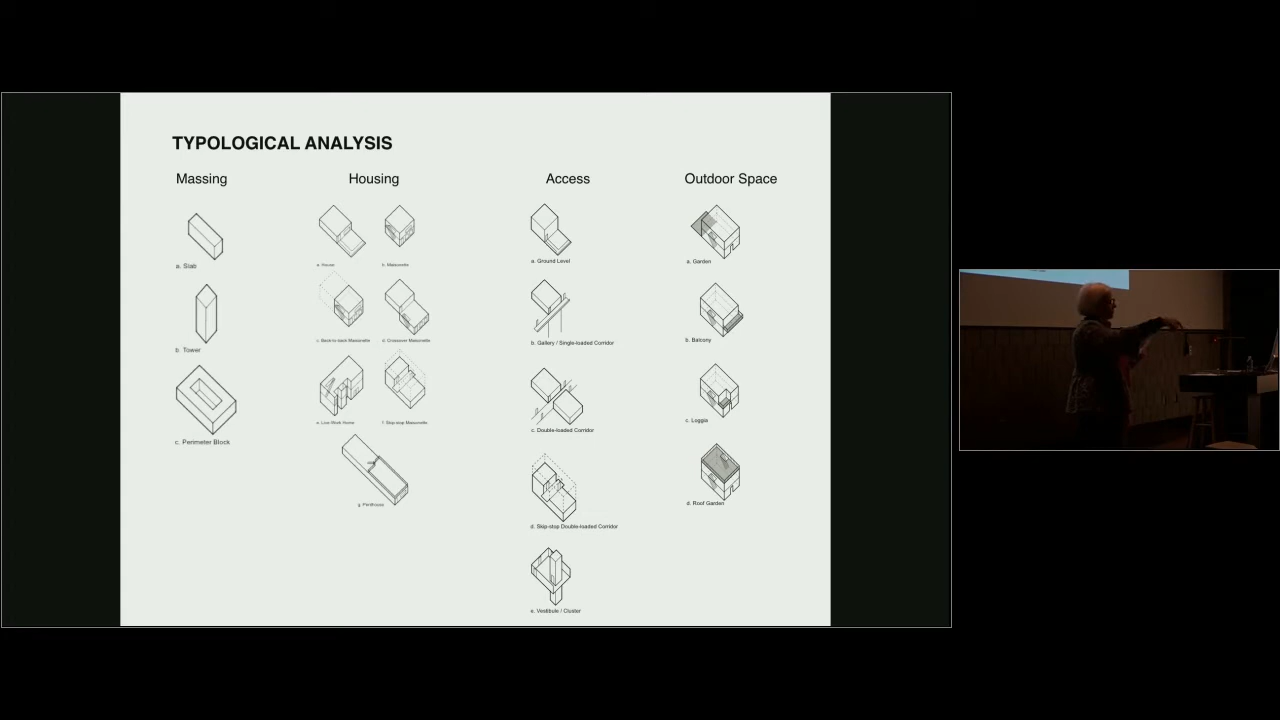 TYPOLOGICAL ANALYSIS
Massing
Housing
Access
Outdoor Space
a. Slab
b. Tower
c. Perimeter Block
a. House
b. Maisonette
c. Back-to-back Maisonette
d. Crossover Maisonette
e. Live-Work Home
f. Skip-stop Maisonette
g. Penthouse
a. Ground Level
b. Gallery / Single-loaded Corridor
c. Double-loaded Corridor
d. Skip-stop Double-loaded Corridor
e. Vestibule / Cluster
a. Garden
b. Balcony
c. Loggia
d. Roof Garden